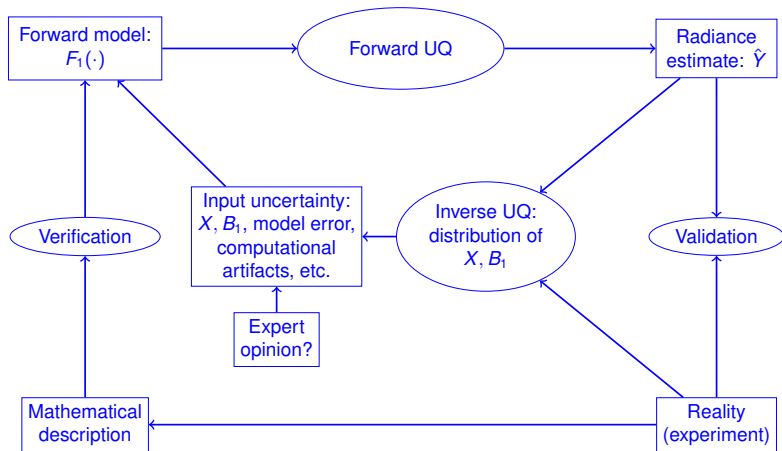 Forward model:
F₁(·)
Forward UQ
Radiance
estimate: Ŷ
Input uncertainty:
X, B₁, model error,
computational
artifacts, etc.
Inverse UQ:
distribution of
X, B₁
Verification
Validation
Expert
opinion?
Mathematical
description
Reality
(experiment)